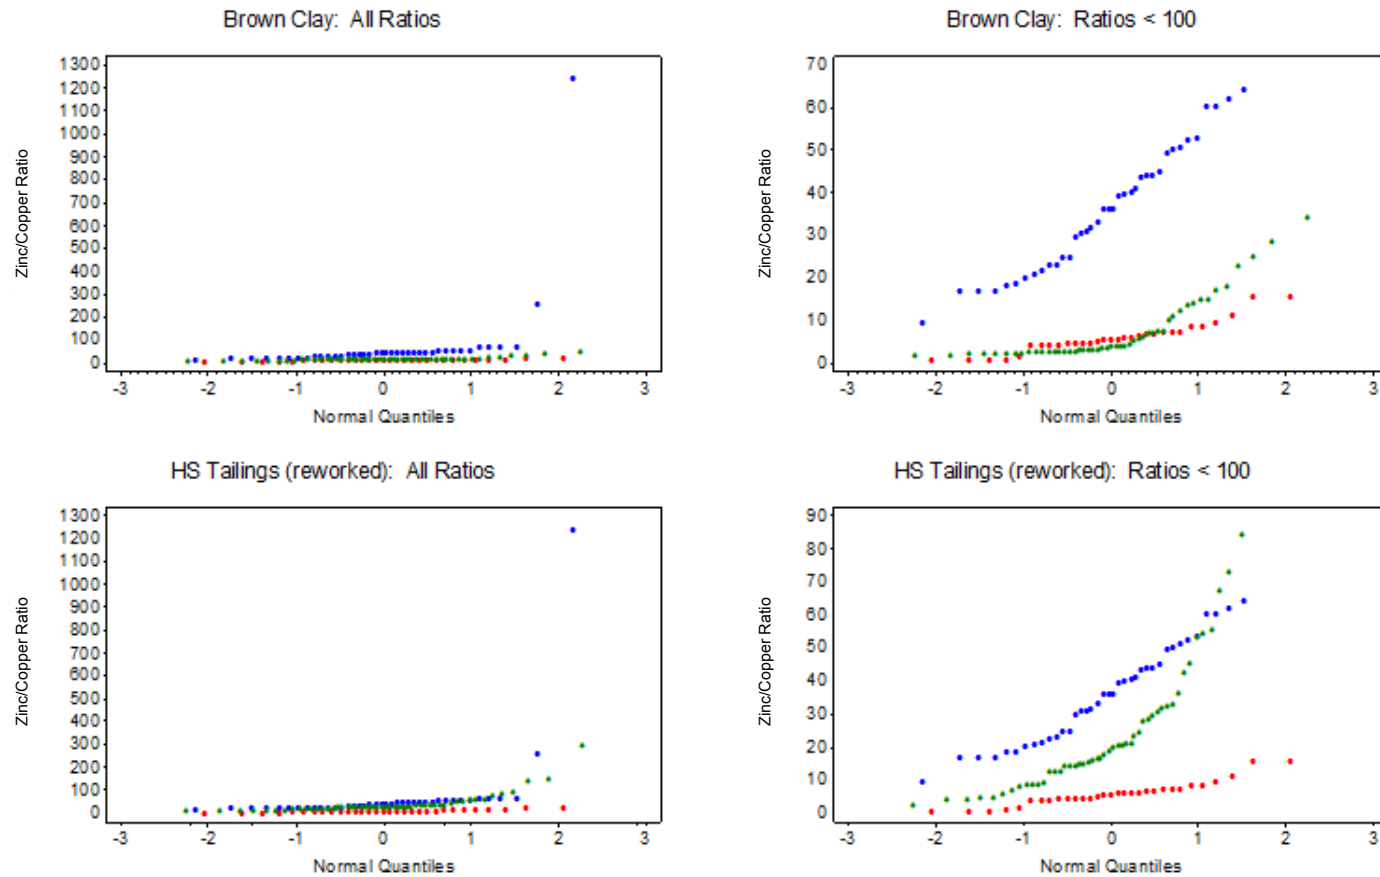 Brown Clay: All Ratios
Zinc/Copper Ratio
1300
1200
1100
1000
900
800
700
600
500
400
300
200
100
0
-3 -2 -1 0 1 2 3
Normal Quantiles
Brown Clay: Ratios < 100
Zinc/Copper Ratio
70
60
50
40
30
20
10
0
-3 -2 -1 0 1 2 3
Normal Quantiles
HS Tailings (reworked): All Ratios
Zinc/Copper Ratio
1300
1200
1100
1000
900
800
700
600
500
400
300
200
100
0
-3 -2 -1 0 1 2 3
Normal Quantiles
HS Tailings (reworked): Ratios < 100
Zinc/Copper Ratio
90
80
70
60
50
40
30
20
10
0
-3 -2 -1 0 1 2 3
Normal Quantiles